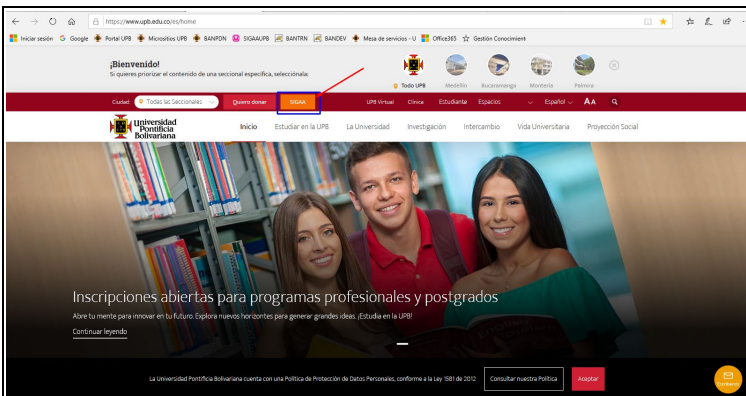 https://www.upb.edu.co/es/home
Iniciar sesión G Google Portal UPB Micrositios UPB BANPDN SIGAAUPB BANTRN BANDEV Mesa de servicios - U Office365 Gestión Conocimient
¡Bienvenido!
Si quieres priorizar el contenido de una seccional específica, selecciónala:
Todo UPB Medellín Bucaramanga Montería Palmira
Ciudad Todas las Seccionales Quiero donar SIGAA UPB Virtual Clínica Estudiante Espacios Español AA
Universidad
Pontificia
Bolivariana
Inicio Estudiar en la UPB La Universidad Investigación Intercambio Vida Universitaria Proyección Social
Inscripciones abiertas para programas profesionales y postgrados
Abre tu mente para innovar en tu futuro. Explora nuevos horizontes para generar grandes ideas. ¡Estudia en la UPB!
Continuar leyendo
La Universidad Pontificia Bolivariana cuenta con una Política de Protección de Datos Personales, conforme a la Ley 1581 de 2012 Consultar nuestra Política Aceptar
Escríbenos